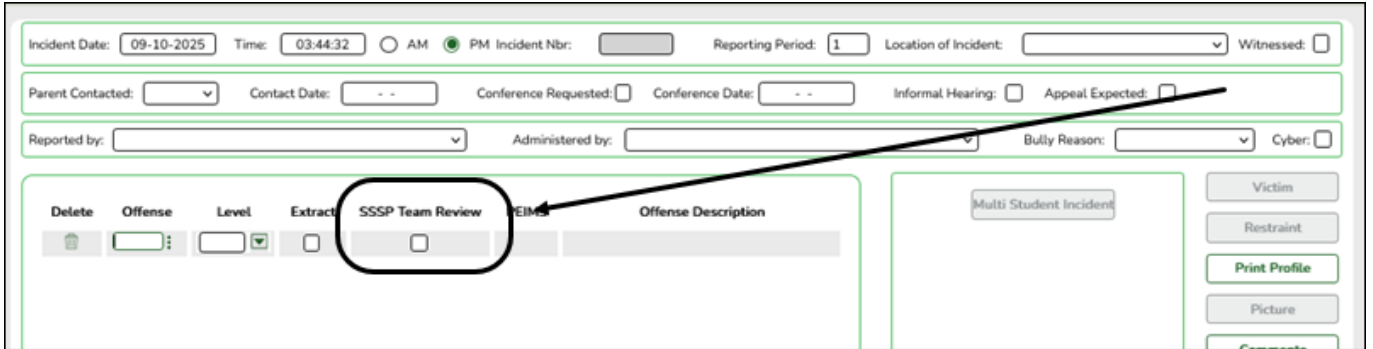 Incident Date: 09-10-2025 Time: 03:44:32 AM PM Incident Nbr: Reporting Period: 1 Location of Incident: Witnessed:
Parent Contacted: Contact Date: - - Conference Requested: Conference Date: - - Informal Hearing: Appeal Expected:
Reported by: Administered by: Bully Reason: Cyber:
Victim
Multi Student Incident
Delete Offense Level Extract SSSP Team Review PEIMS Offense Description
Restraint
Print Profile
Picture
Comments